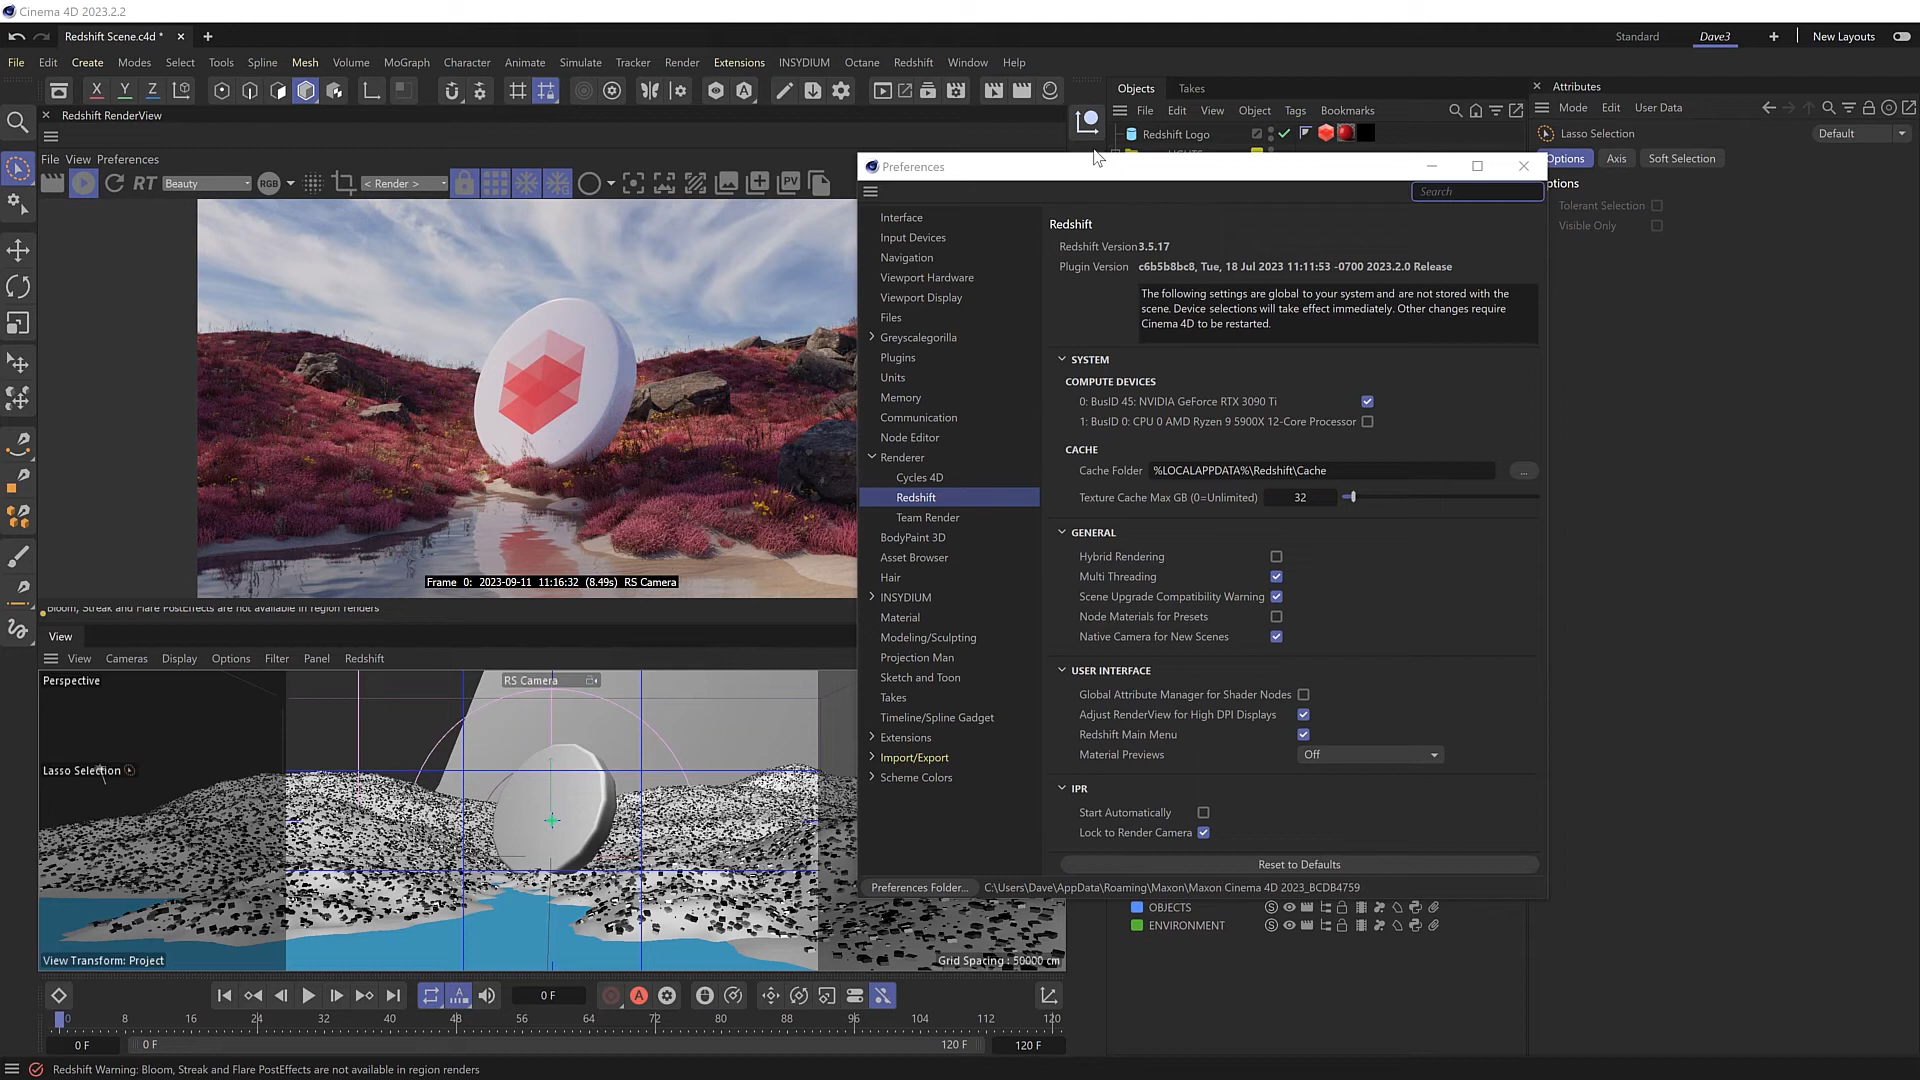 Cinema 4D 2023.2.2
Redshift Scene.c4d *
Standard
Dave3
New Layouts
File Edit Create Modes Select Tools Spline Mesh Volume MoGraph Character Animate Simulate Tracker Render Extensions INSYDIUM Octane Redshift Window Help
X Y Z
Objects Takes
Attributes
File Edit View Object Tags Bookmarks
Mode Edit User Data
Redshift Logo
Lasso Selection
Default
Options Axis Soft Selection
ptions
Tolerant Selection
Visible Only
Redshift RenderView
File View Preferences
RT Beauty RGB < Render > PV
Frame 0: 2023-09-11 11:16:32 (8.49s) RS Camera
Bloom, Streak and Flare PostEffects are not available in region renders
Preferences
Search
Interface
Input Devices
Navigation
Viewport Hardware
Viewport Display
Files
Greyscalegorilla
Plugins
Units
Memory
Communication
Node Editor
Renderer
Cycles 4D
Redshift
Team Render
BodyPaint 3D
Asset Browser
Hair
INSYDIUM
Material
Modeling/Sculpting
Projection Man
Sketch and Toon
Takes
Timeline/Spline Gadget
Extensions
Import/Export
Scheme Colors
Redshift
Redshift Version 3.5.17
Plugin Version c6b5b8bc8, Tue, 18 Jul 2023 11:11:53 -0700 2023.2.0 Release
The following settings are global to your system and are not stored with the
scene. Device selections will take effect immediately. Other changes require
Cinema 4D to be restarted.
SYSTEM
COMPUTE DEVICES
0: BusID 45: NVIDIA GeForce RTX 3090 Ti
1: BusID 0: CPU 0 AMD Ryzen 9 5900X 12-Core Processor
CACHE
Cache Folder %LOCALAPPDATA%\Redshift\Cache ...
Texture Cache Max GB (0=Unlimited) 32
GENERAL
Hybrid Rendering
Multi Threading
Scene Upgrade Compatibility Warning
Node Materials for Presets
Native Camera for New Scenes
USER INTERFACE
Global Attribute Manager for Shader Nodes
Adjust RenderView for High DPI Displays
Redshift Main Menu
Material Previews Off
IPR
Start Automatically
Lock to Render Camera
Reset to Defaults
Preferences Folder... C:\Users\Dave\AppData\Roaming\Maxon\Maxon Cinema 4D 2023_BCDB4759
OBJECTS
ENVIRONMENT
View
View Cameras Display Options Filter Panel Redshift
Perspective
RS Camera
Lasso Selection
View Transform: Project
Grid Spacing : 50000 cm
0 F
0 8 16 24 32 40 48 56 64 72 80 88 96 104 112 120
0 F 0 F 120 F 120 F
Redshift Warning: Bloom, Streak and Flare PostEffects are not available in region renders